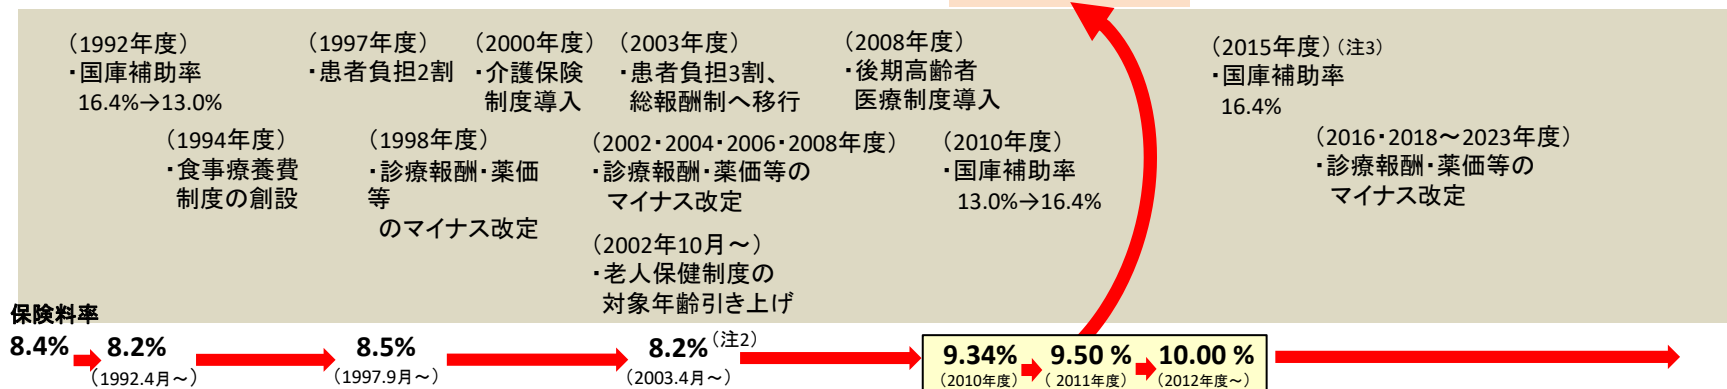 (1992年度)
・国庫補助率
16.4%→13.0%
(1997年度)
・患者負担2割
(2000年度)
・介護保険
制度導入
(2003年度)
・患者負担3割、
総報酬制へ移行
(2008年度)
・後期高齢者
医療制度導入
(2015年度)(注3)
・国庫補助率
16.4%
(1994年度)
・食事療養費
制度の創設
(1998年度)
・診療報酬・薬価
等
のマイナス改定
(2002・2004・2006・2008年度)
・診療報酬・薬価等の
マイナス改定
(2010年度)
・国庫補助率
13.0%→16.4%
(2016・2018～2023年度)
・診療報酬・薬価等の
マイナス改定
(2002年10月～)
・老人保健制度の
対象年齢引き上げ
保険料率
8.4%
8.2%
(1992.4月～)
8.5%
(1997.9月～)
8.2%(注2)
(2003.4月～)
9.34%
(2010年度)
9.50 %
( 2011年度)
10.00 %
(2012年度～)